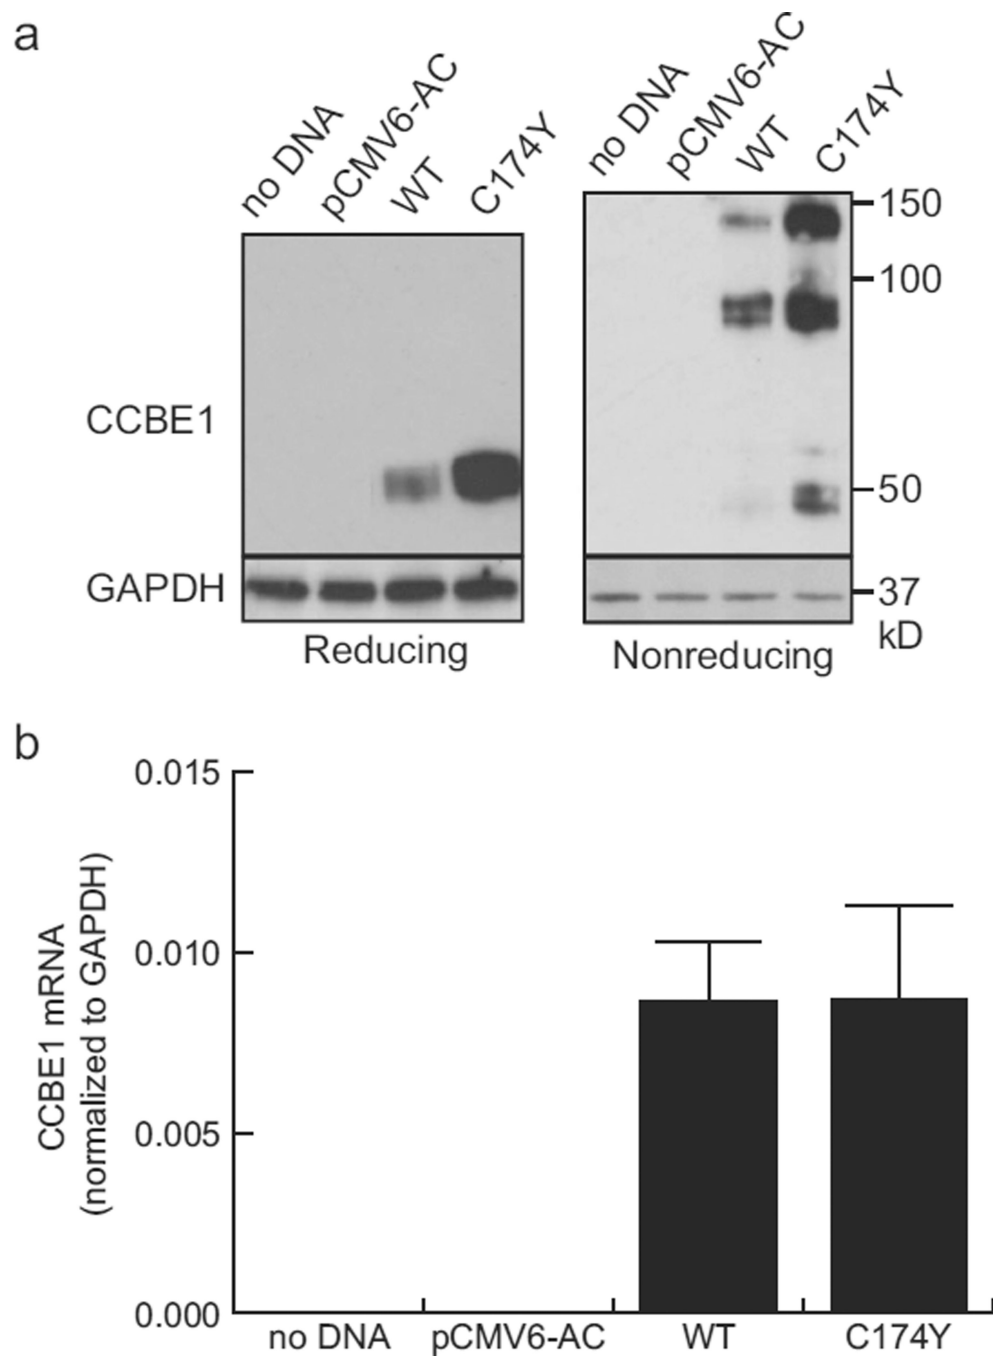 a
no DNA
pCMV6-AC
WT
C174Y
no DNA
pCMV6-AC
WT
C174Y
150
100
CCBE1
50
GAPDH
37
kD
Reducing
Nonreducing
b
0.015
0.010
0.005
0.000
CCBE1 mRNA
(normalized to GAPDH)
no DNA
pCMV6-AC
WT
C174Y